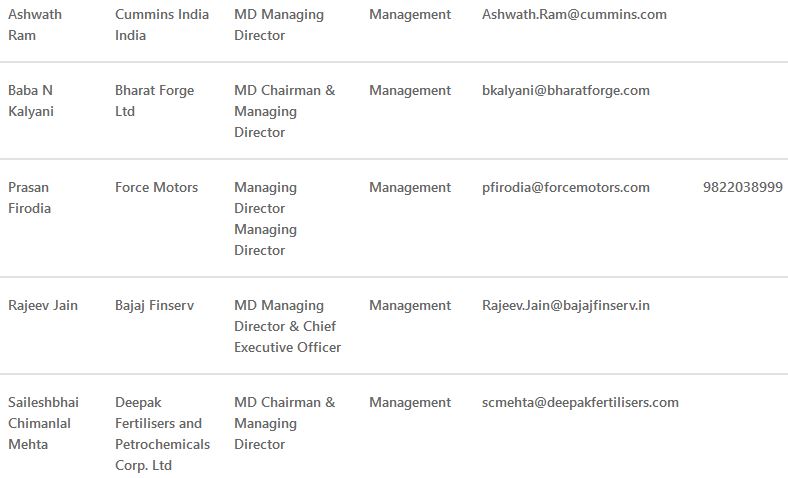 Ashwath Ram Cummins India India MD Managing Director Management Ashwath.Ram@cummins.com
Baba N Kalyani Bharat Forge Ltd MD Chairman & Managing Director Management bkalyani@bharatforge.com
Prasan Firodia Force Motors Managing Director Managing Director Management pfirodia@forcemotors.com 9822038999
Rajeev Jain Bajaj Finserv MD Managing Director & Chief Executive Officer Management Rajeev.Jain@bajajfinserv.in
Saileshbhai Chimanlal Mehta Deepak Fertilisers and Petrochemicals Corp. Ltd MD Chairman & Managing Director Management scmehta@deepakfertilisers.com